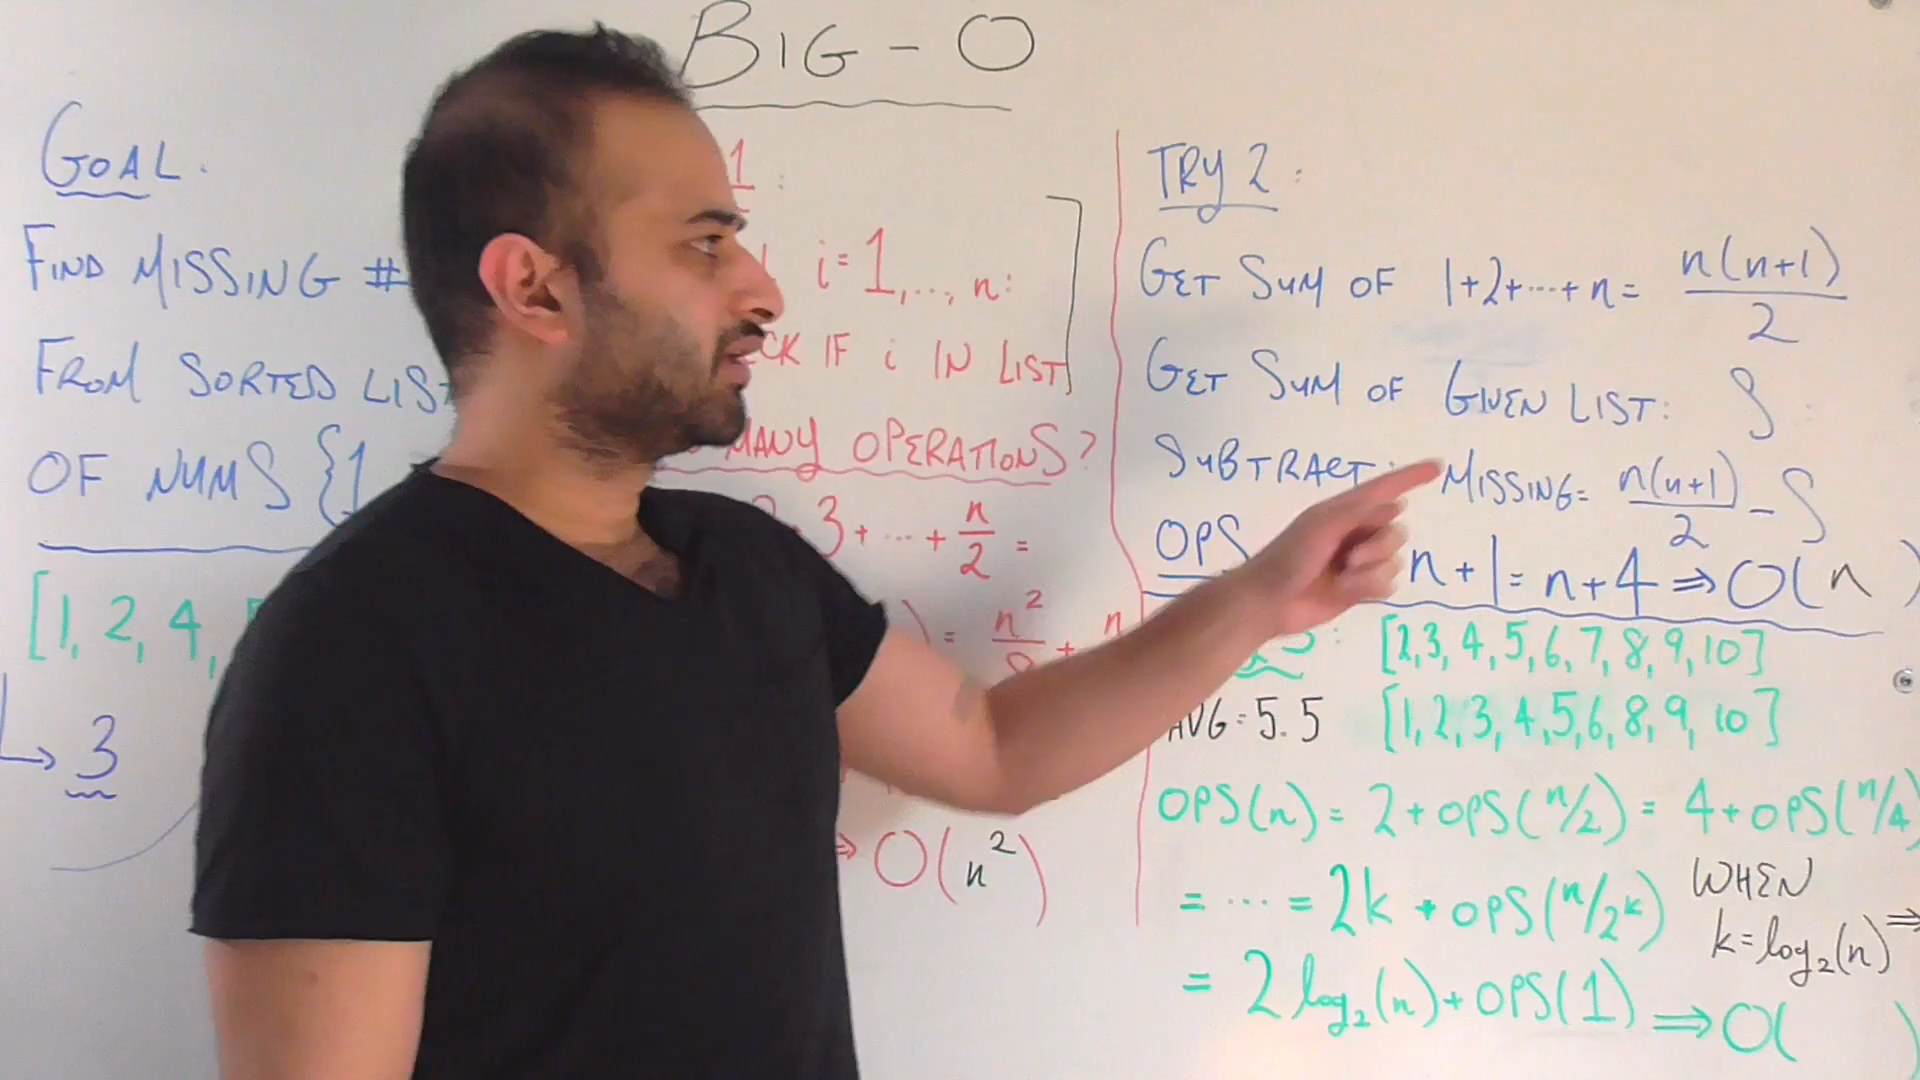 BIG - O
GOAL.
FIND MISSING #
FROM SORTED LIST
OF NUMS {1
[1, 2, 4,
↳ 3
1:
i=1,..., n:
CK IF i IN LIST
MANY OPERATIONS?
3+ ... + n/2 =
) = n²/8 + n
⇒ O(n²)
TRY 2:
GET SUM OF 1+2+...+n = n(n+1)/2
GET SUM OF GIVEN LIST: S
SUBTRACT: MISSING = n(n+1)/2 - S
OPS n+1 = n+4 ⇒ O(n)
: [2,3,4,5,6,7,8,9,10]
AVG=5.5 [1,2,3,4,5,6,8,9,10]
OPS(n) = 2+OPS(n/2) = 4+OPS(n/4)
= ... = 2k + OPS(n/2^k) WHEN
k=log₂(n) ⇒
= 2log₂(n)+OPS(1) ⇒ O( )